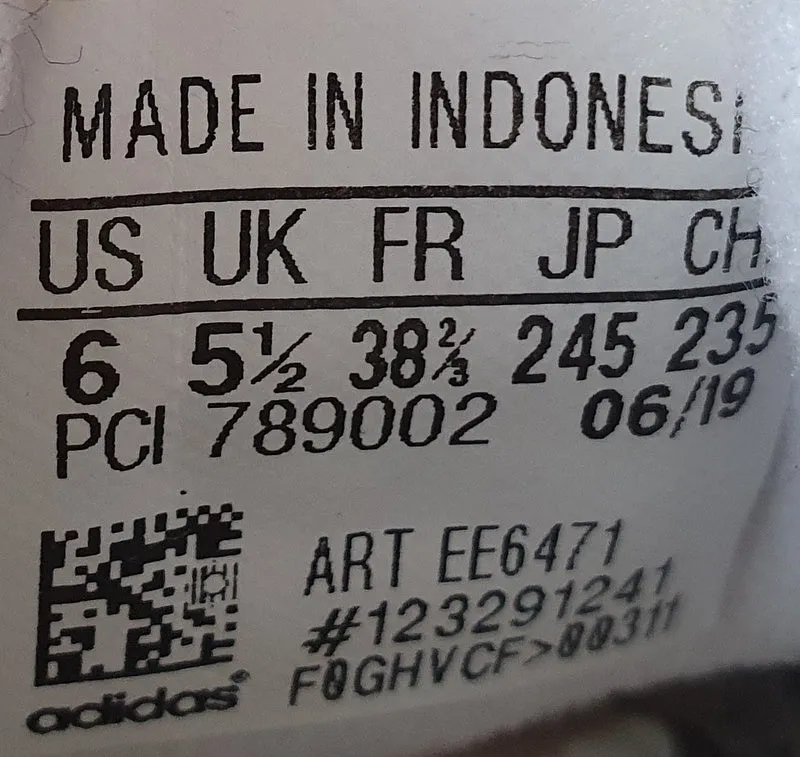 MADE IN INDONESI
US UK FR JP CH
6 5½ 38⅔ 245 235
PCI 789002 06/19
ART EE6471
#123291241
F0GHVCF>00311
adidas®